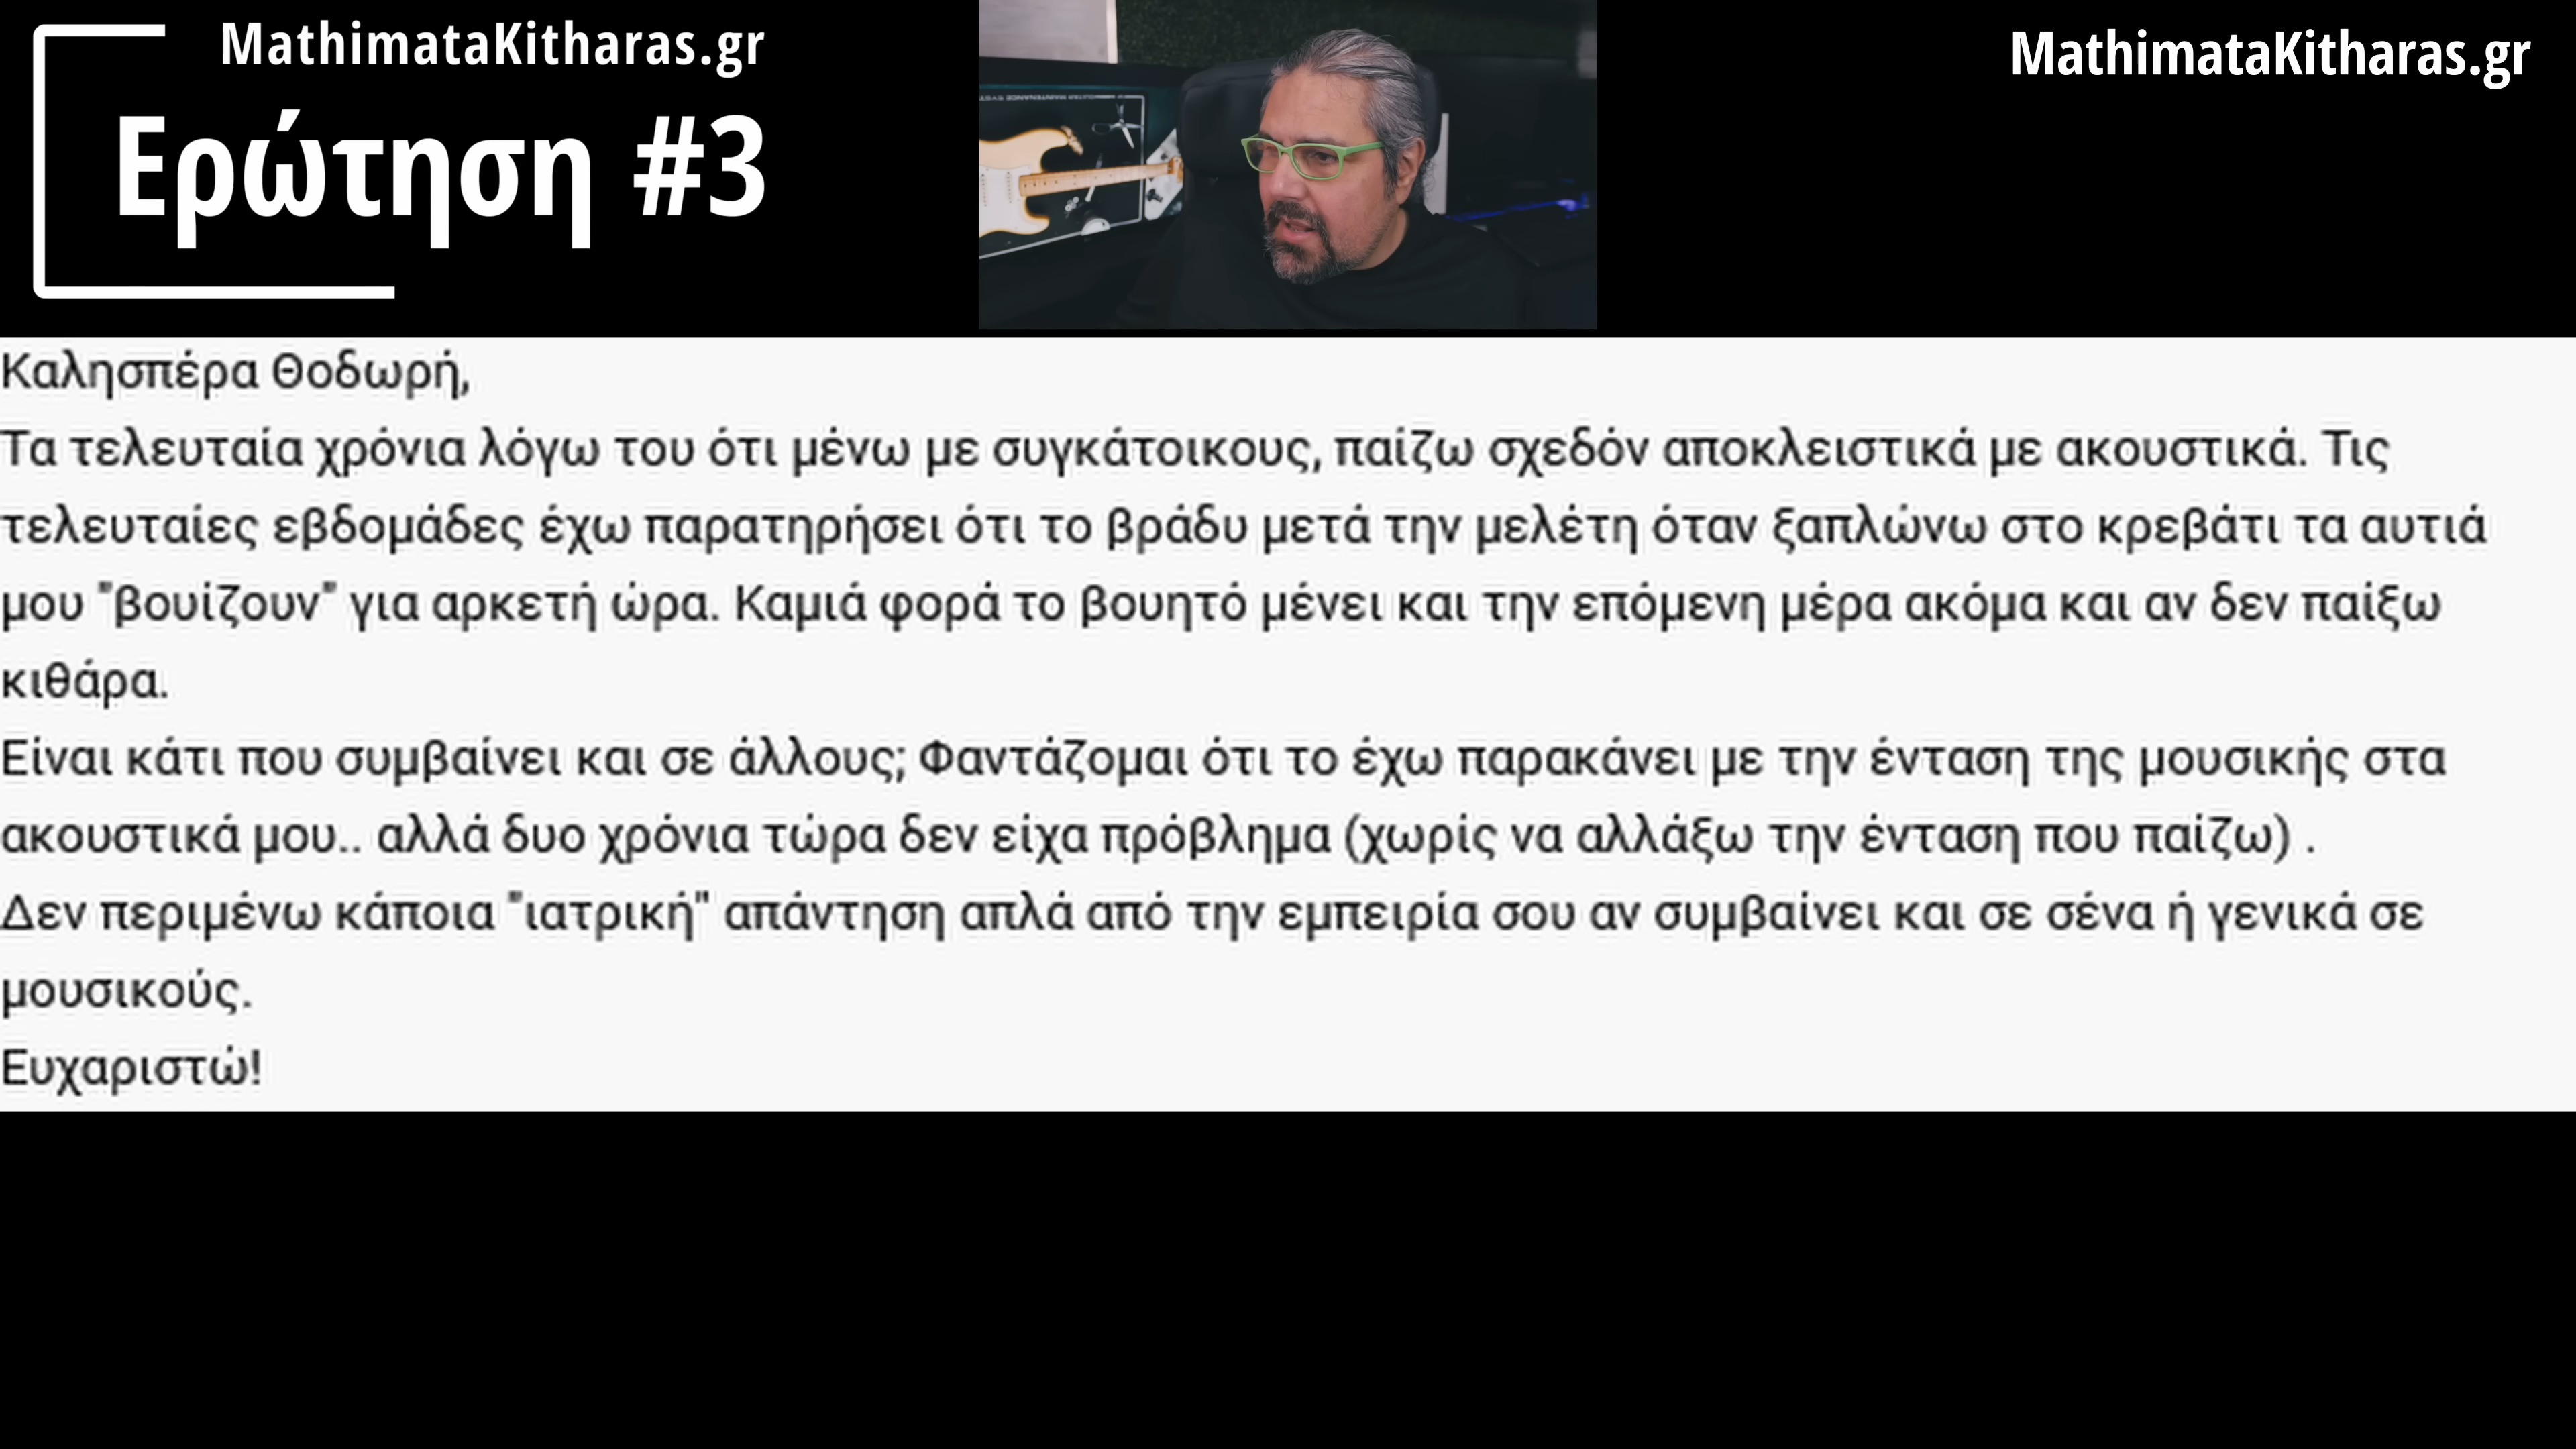 MathimataKitharas.gr
Ερώτηση #3
MathimataKitharas.gr
Καλησπέρα Θοδωρή,
Τα τελευταία χρόνια λόγω του ότι μένω με συγκάτοικους, παίζω σχεδόν αποκλειστικά με ακουστικά. Τις
τελευταίες εβδομάδες έχω παρατηρήσει ότι το βράδυ μετά την μελέτη όταν ξαπλώνω στο κρεβάτι τα αυτιά
μου "βουίζουν" για αρκετή ώρα. Καμιά φορά το βουητό μένει και την επόμενη μέρα ακόμα και αν δεν παίξω
κιθάρα.
Είναι κάτι που συμβαίνει και σε άλλους; Φαντάζομαι ότι το έχω παρακάνει με την ένταση της μουσικής στα
ακουστικά μου.. αλλά δυο χρόνια τώρα δεν είχα πρόβλημα (χωρίς να αλλάξω την ένταση που παίζω) .
Δεν περιμένω κάποια "ιατρική" απάντηση απλά από την εμπειρία σου αν συμβαίνει και σε σένα ή γενικά σε
μουσικούς.
Ευχαριστώ!